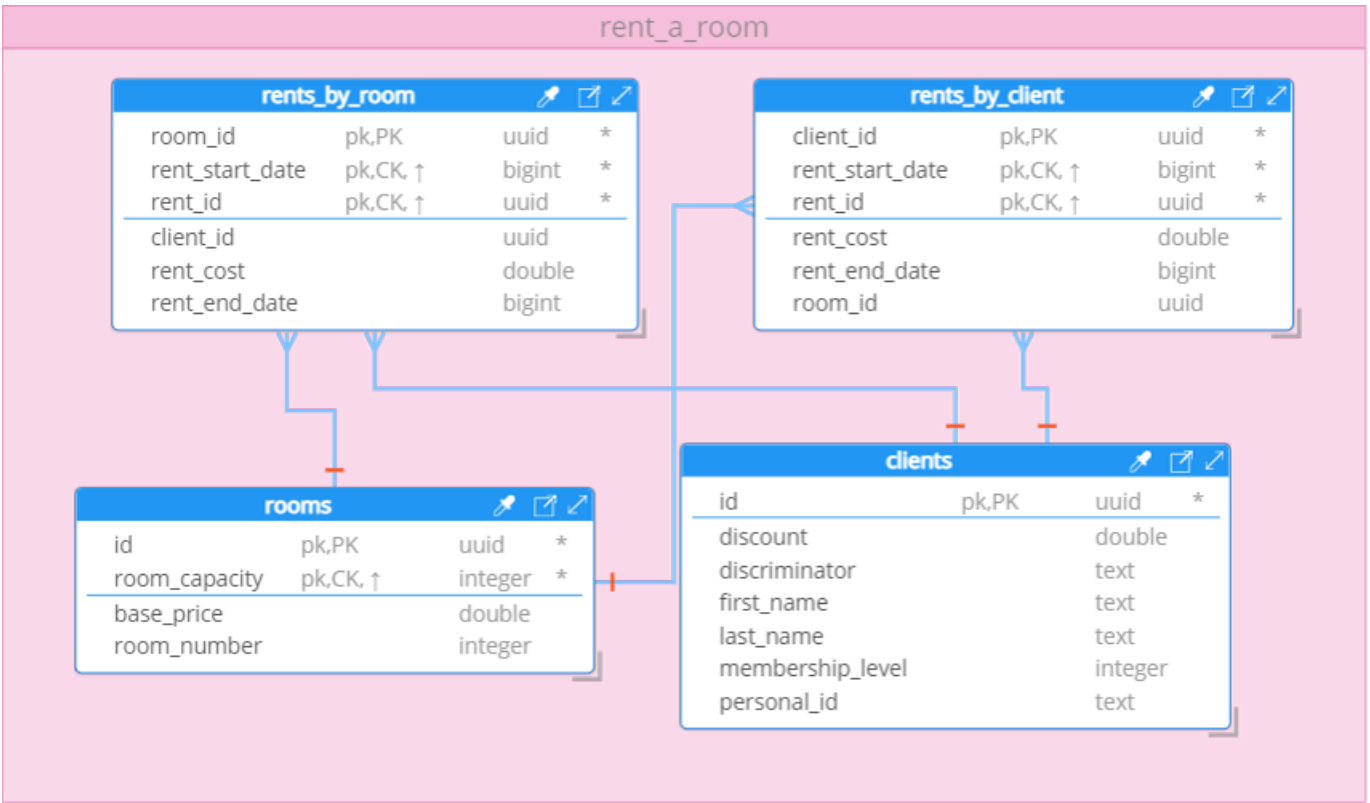 rent_a_room
rents_by_room
room_id pk,PK uuid *
rent_start_date pk,CK, ↑ bigint *
rent_id pk,CK, ↑ uuid *
client_id uuid
rent_cost double
rent_end_date bigint
rents_by_client
client_id pk,PK uuid *
rent_start_date pk,CK, ↑ bigint *
rent_id pk,CK, ↑ uuid *
rent_cost double
rent_end_date bigint
room_id uuid
rooms
id pk,PK uuid *
room_capacity pk,CK, ↑ integer *
base_price double
room_number integer
clients
id pk,PK uuid *
discount double
discriminator text
first_name text
last_name text
membership_level integer
personal_id text